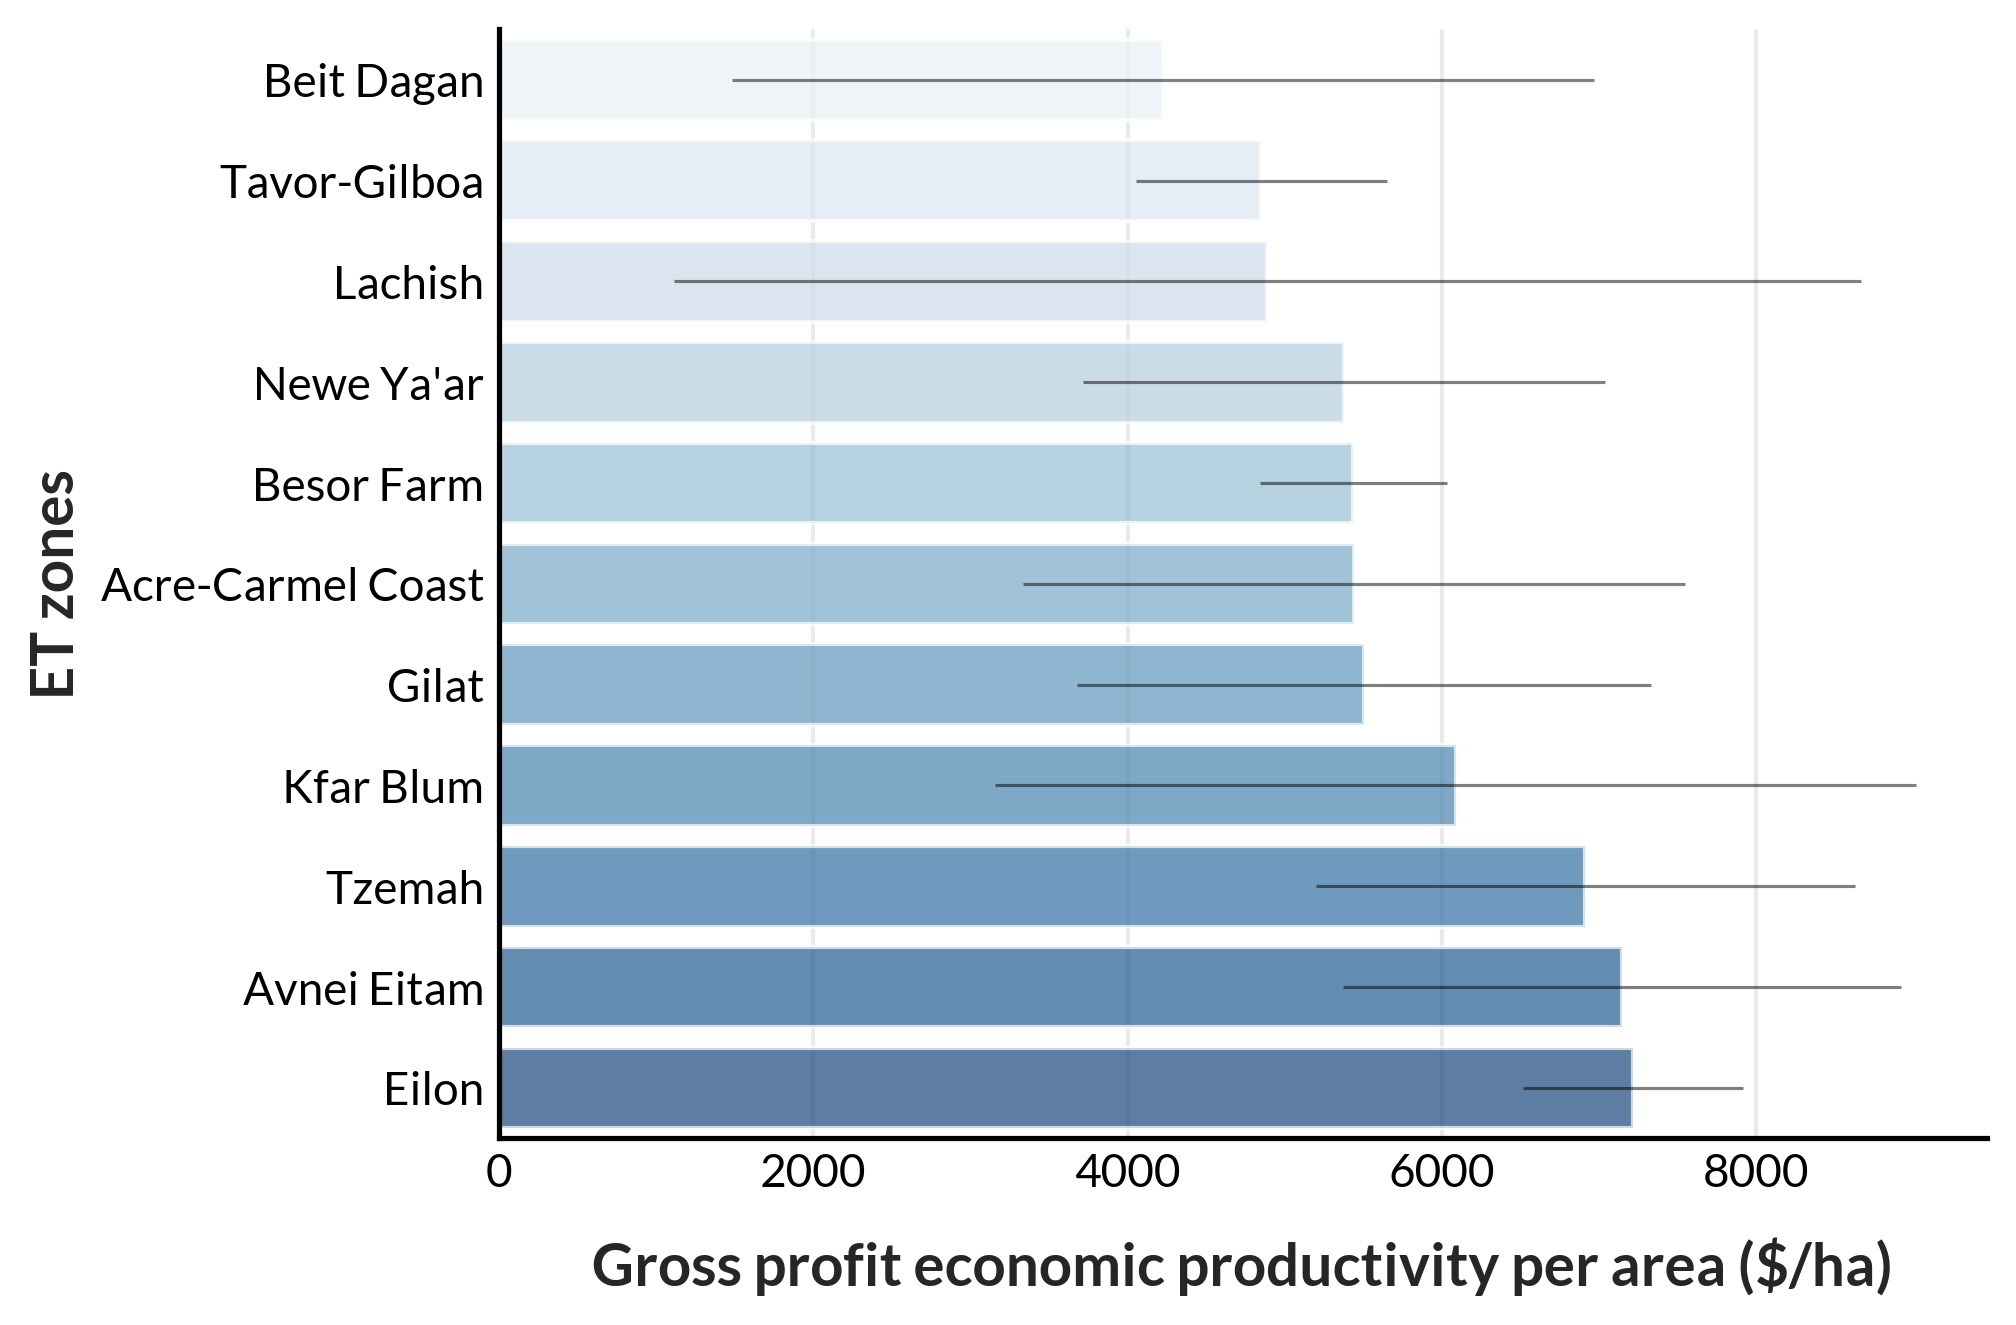 Beit Dagan
Tavor-Gilboa
Lachish
Newe Ya'ar
Besor Farm
Acre-Carmel Coast
Gilat
Kfar Blum
Tzemah
Avnei Eitam
Eilon
ET zones
0 2000 4000 6000 8000
Gross profit economic productivity per area ($/ha)